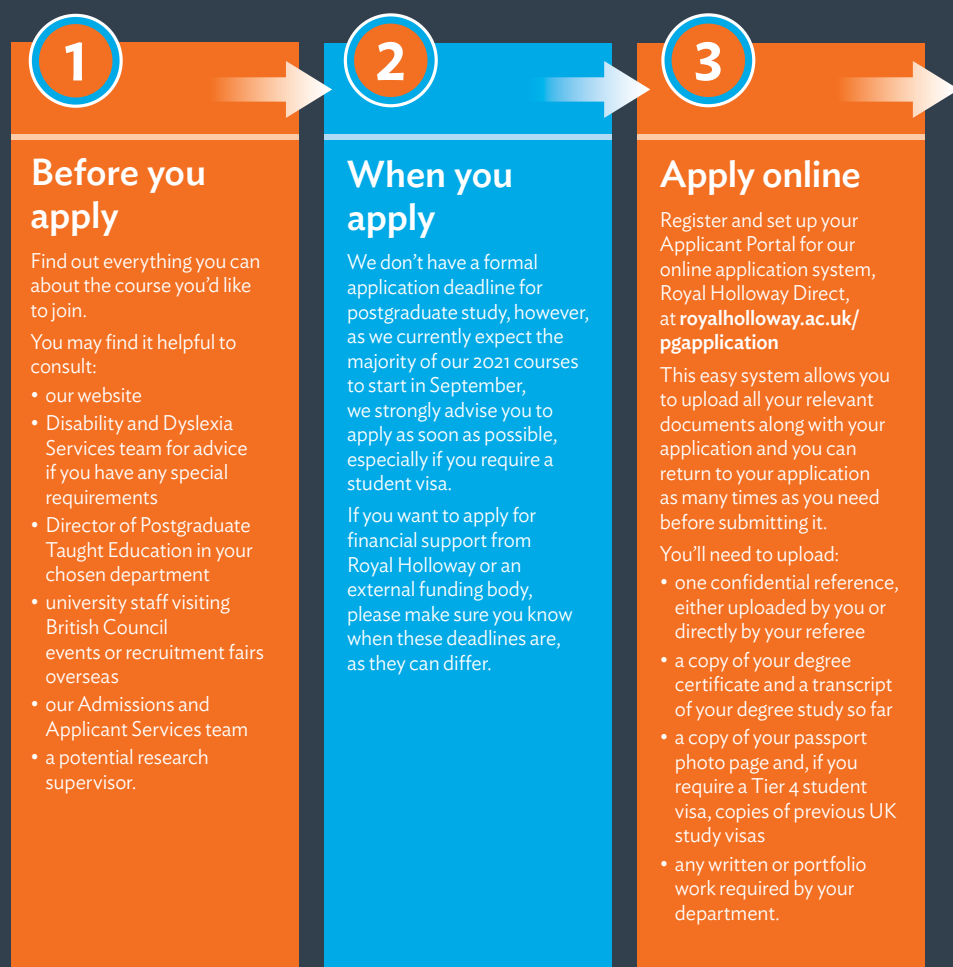 1
Before you
apply
Find out everything you can
about the course you'd like
to join.
You may find it helpful to
consult:
• our website
• Disability and Dyslexia
Services team for advice
if you have any special
requirements
• Director of Postgraduate
Taught Education in your
chosen department
• university staff visiting
British Council
events or recruitment fairs
overseas
• our Admissions and
Applicant Services team
• a potential research
supervisor.
2
When you
apply
We don't have a formal
application deadline for
postgraduate study, however,
as we currently expect the
majority of our 2021 courses
to start in September,
we strongly advise you to
apply as soon as possible,
especially if you require a
student visa.
If you want to apply for
financial support from
Royal Holloway or an
external funding body,
please make sure you know
when these deadlines are,
as they can differ.
3
Apply online
Register and set up your
Applicant Portal for our
online application system,
Royal Holloway Direct,
at royalholloway.ac.uk/
pgapplication
This easy system allows you
to upload all your relevant
documents along with your
application and you can
return to your application
as many times as you need
before submitting it.
You'll need to upload:
• one confidential reference,
either uploaded by you or
directly by your referee
• a copy of your degree
certificate and a transcript
of your degree study so far
• a copy of your passport
photo page and, if you
require a Tier 4 student
visa, copies of previous UK
study visas
• any written or portfolio
work required by your
department.